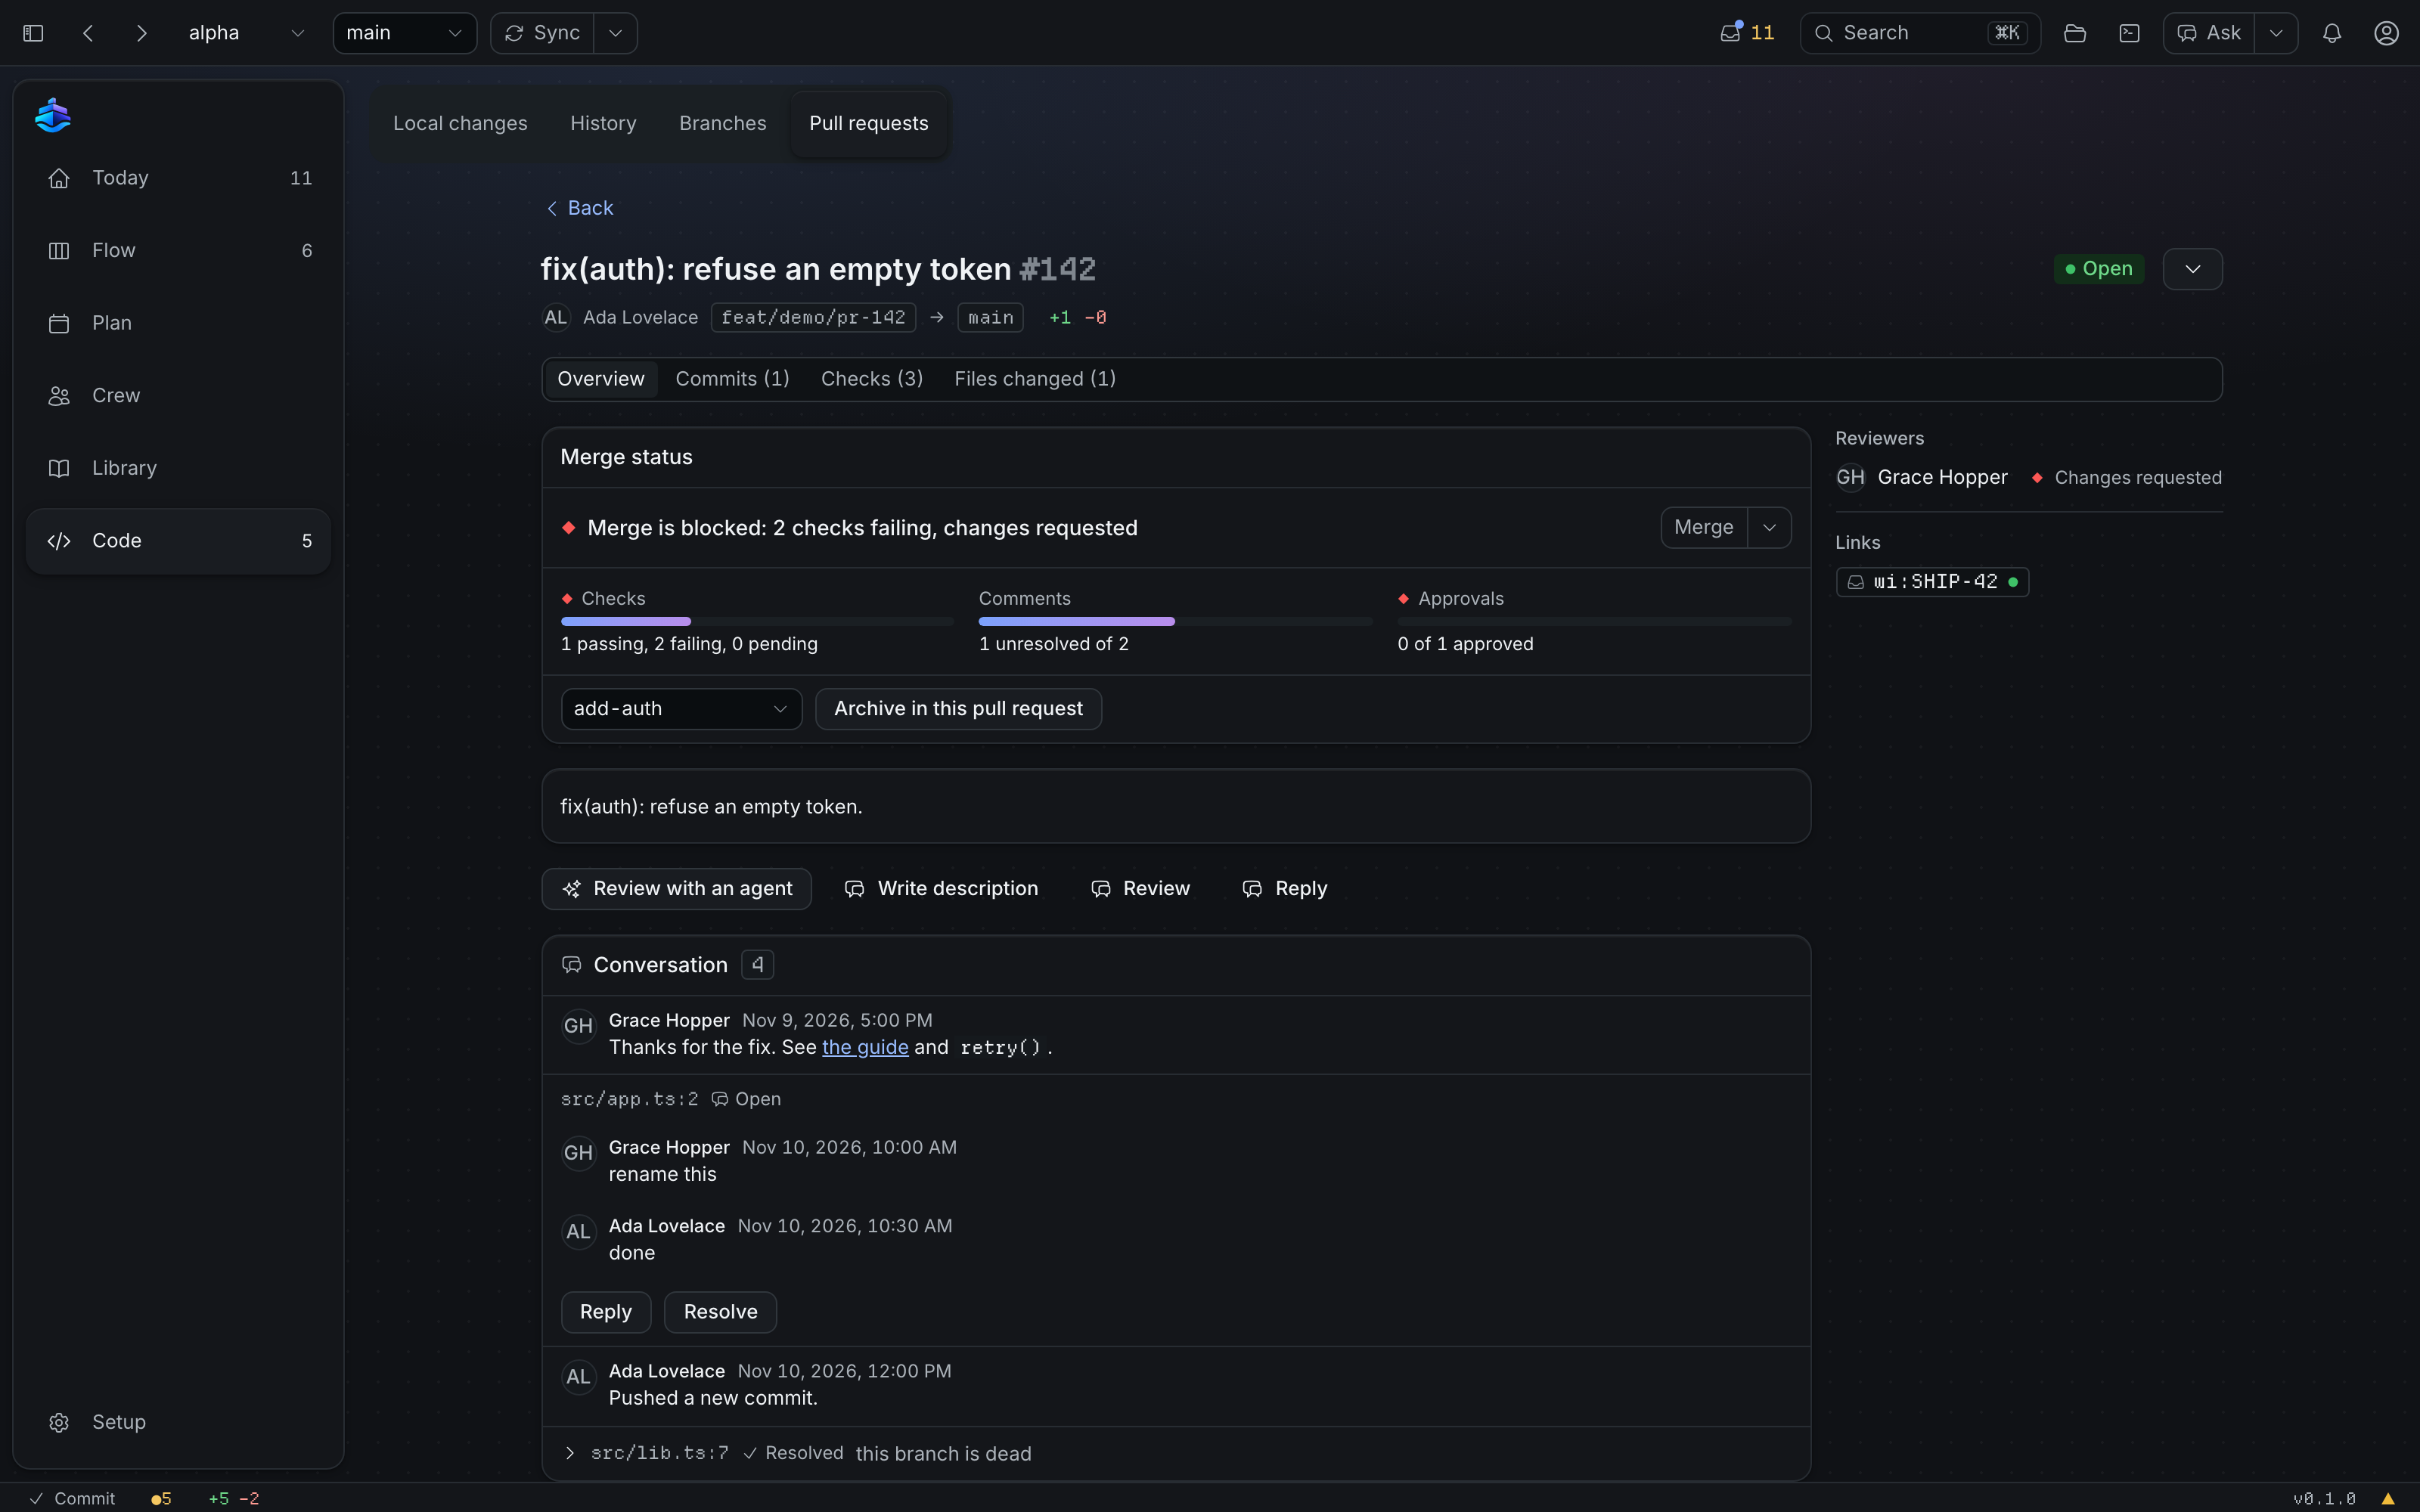 alpha main Sync 11 Search ⌘K Ask
Local changes History Branches Pull requests
Today 11
Flow 6
Plan
Crew
Library
Code 5
Setup
Back
fix(auth): refuse an empty token #142 Open
AL Ada Lovelace feat/demo/pr-142 → main +1 −0
Overview Commits (1) Checks (3) Files changed (1)
Merge status
Merge is blocked: 2 checks failing, changes requested Merge
Checks Comments Approvals
1 passing, 2 failing, 0 pending 1 unresolved of 2 0 of 1 approved
add-auth Archive in this pull request
fix(auth): refuse an empty token.
Review with an agent Write description Review Reply
Conversation 4
GH Grace Hopper Nov 9, 2026, 5:00 PM
Thanks for the fix. See the guide and retry().
src/app.ts:2 Open
GH Grace Hopper Nov 10, 2026, 10:00 AM
rename this
AL Ada Lovelace Nov 10, 2026, 10:30 AM
done
Reply Resolve
AL Ada Lovelace Nov 10, 2026, 12:00 PM
Pushed a new commit.
src/lib.ts:7 Resolved this branch is dead
Reviewers
GH Grace Hopper Changes requested
Links
wi:SHIP-42
Commit 5 +5 −2 v0.1.0